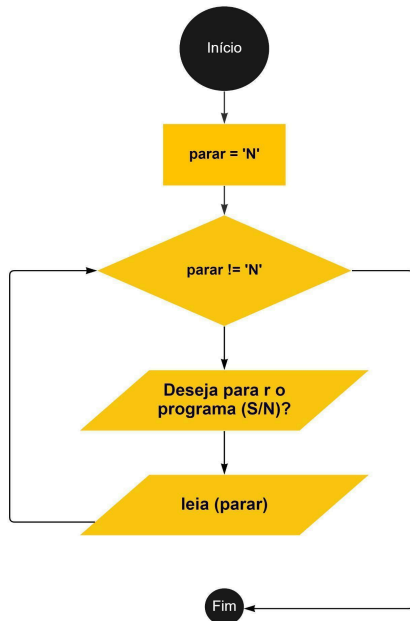 Início
parar = 'N'
parar != 'N'
Deseja para r o
programa (S/N)?
leia (parar)
Fim